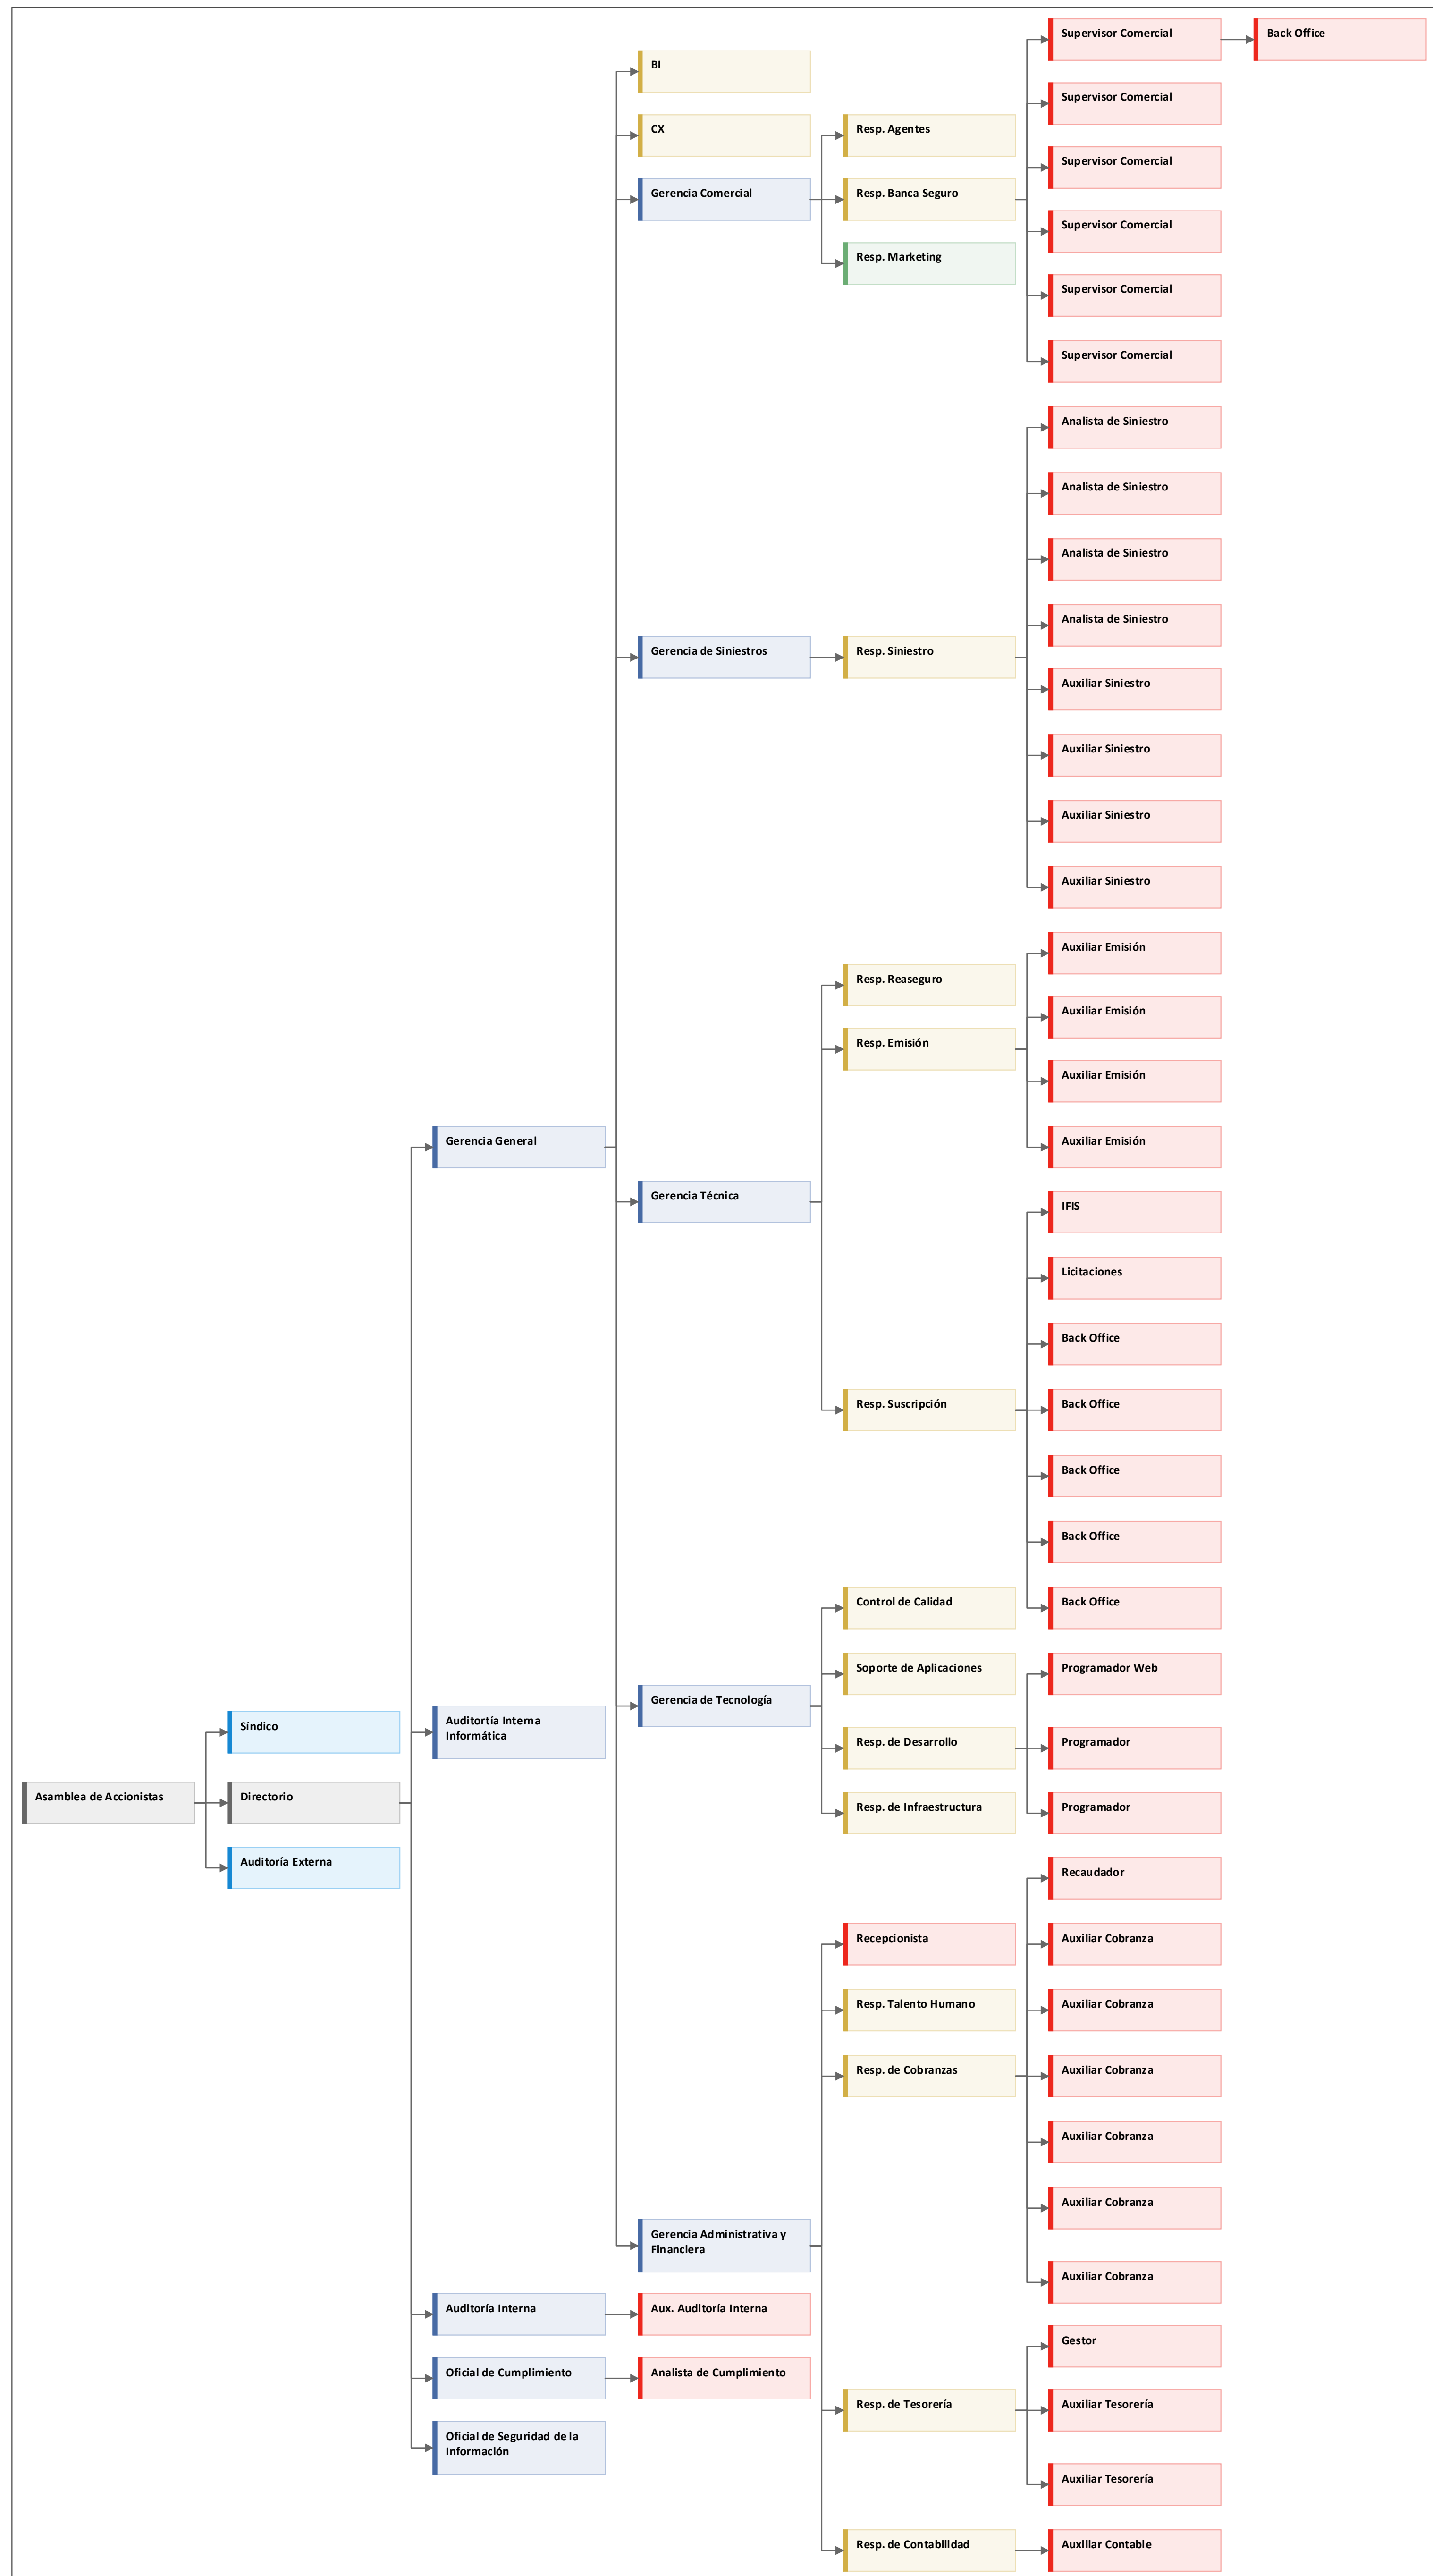 Supervisor Comercial
Back Office
BI
Supervisor Comercial
CX
Resp. Agentes
Supervisor Comercial
Gerencia Comercial
Resp. Banca Seguro
Supervisor Comercial
Resp. Marketing
Supervisor Comercial
Supervisor Comercial
Analista de Siniestro
Analista de Siniestro
Analista de Siniestro
Analista de Siniestro
Gerencia de Siniestros
Resp. Siniestro
Auxiliar Siniestro
Auxiliar Siniestro
Auxiliar Siniestro
Auxiliar Siniestro
Auxiliar Emisión
Resp. Reaseguro
Auxiliar Emisión
Resp. Emisión
Auxiliar Emisión
Gerencia General
Auxiliar Emisión
Gerencia Técnica
IFIS
Licitaciones
Back Office
Resp. Suscripción
Back Office
Back Office
Back Office
Control de Calidad
Back Office
Soporte de Aplicaciones
Programador Web
Gerencia de Tecnología
Síndico
Auditortía Interna
Informática
Resp. de Desarrollo
Programador
Asamblea de Accionistas
Directorio
Resp. de Infraestructura
Programador
Auditoría Externa
Recaudador
Recepcionista
Auxiliar Cobranza
Resp. Talento Humano
Auxiliar Cobranza
Resp. de Cobranzas
Auxiliar Cobranza
Auxiliar Cobranza
Auxiliar Cobranza
Gerencia Administrativa y
Financiera
Auxiliar Cobranza
Auditoría Interna
Aux. Auditoría Interna
Gestor
Oficial de Cumplimiento
Analista de Cumplimiento
Resp. de Tesorería
Auxiliar Tesorería
Oficial de Seguridad de la
Información
Auxiliar Tesorería
Resp. de Contabilidad
Auxiliar Contable